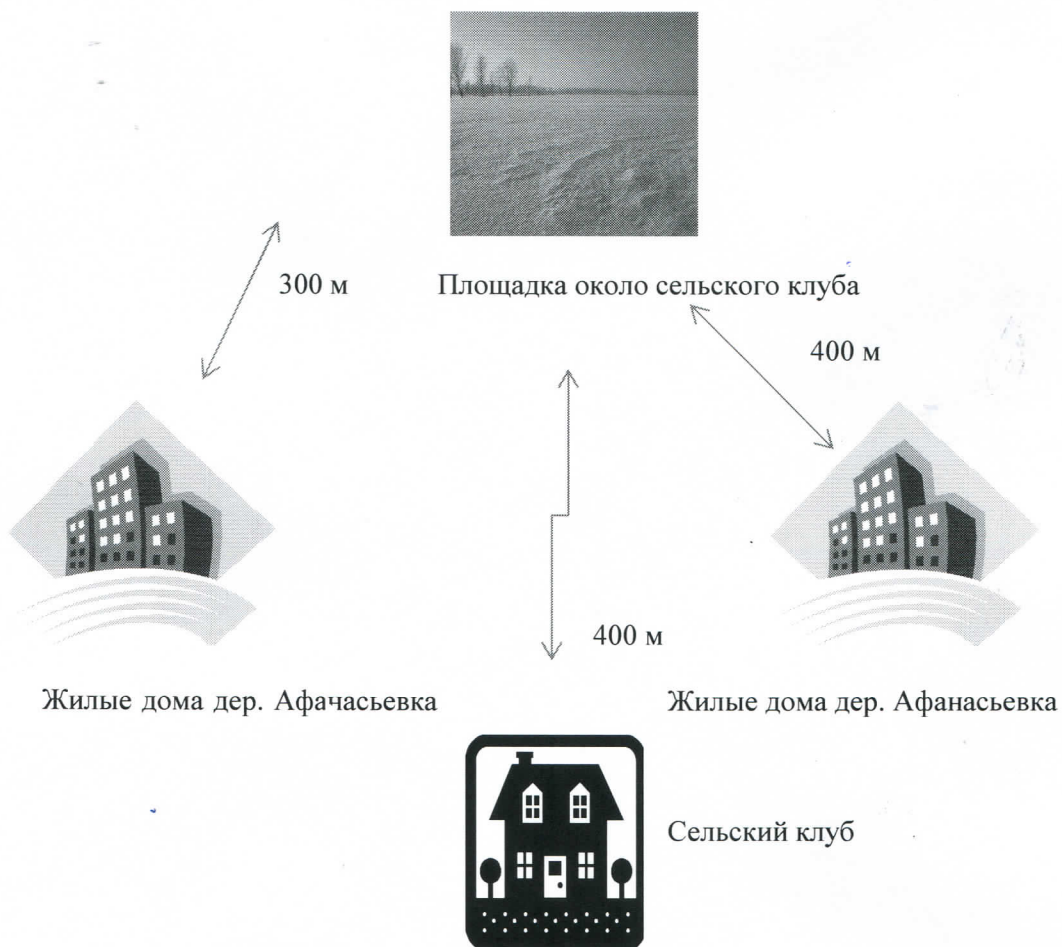 300 м
Площадка около сельского клуба
400 м
400 м
Жилые дома дер. Афачасьевка
Жилые дома дер. Афанасьевка
Сельский клуб